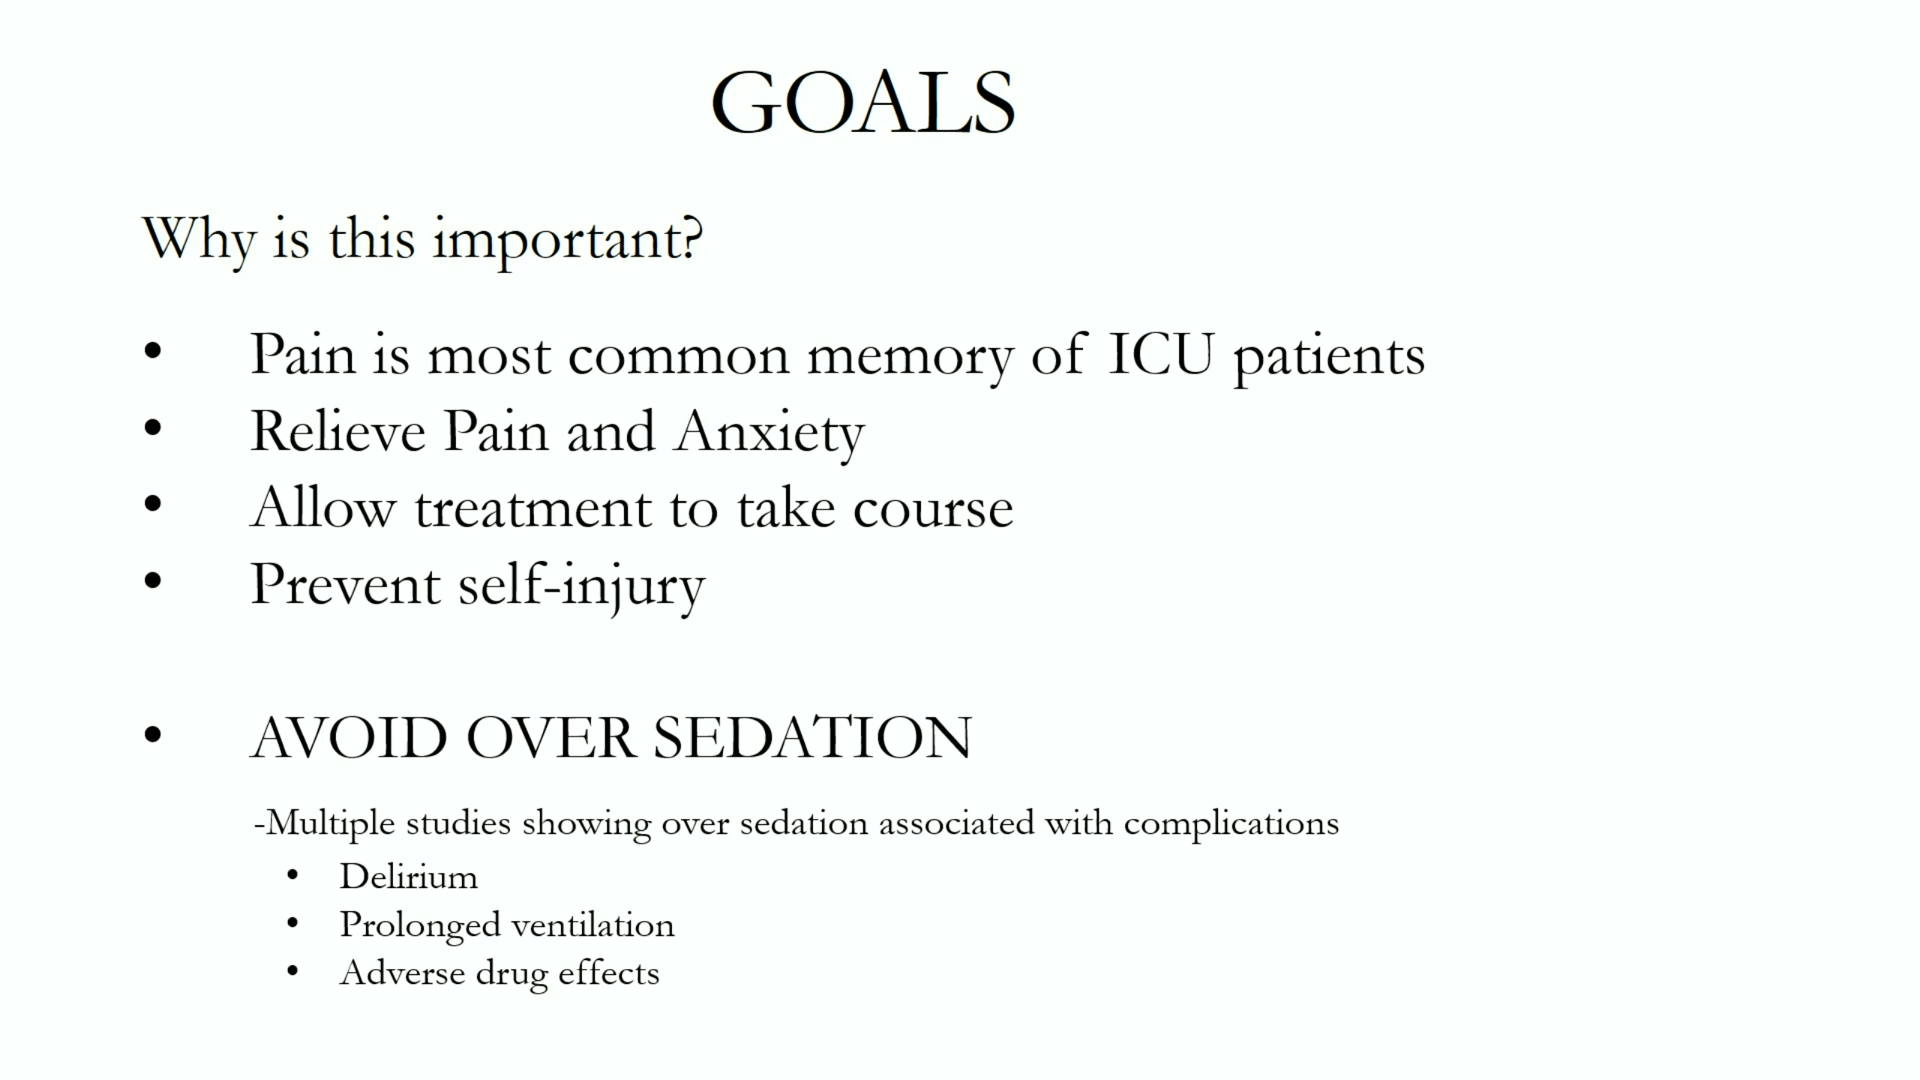 GOALS
Why is this important?
• Pain is most common memory of ICU patients
• Relieve Pain and Anxiety
• Allow treatment to take course
• Prevent self-injury
• AVOID OVER SEDATION
-Multiple studies showing over sedation associated with complications
• Delirium
• Prolonged ventilation
• Adverse drug effects